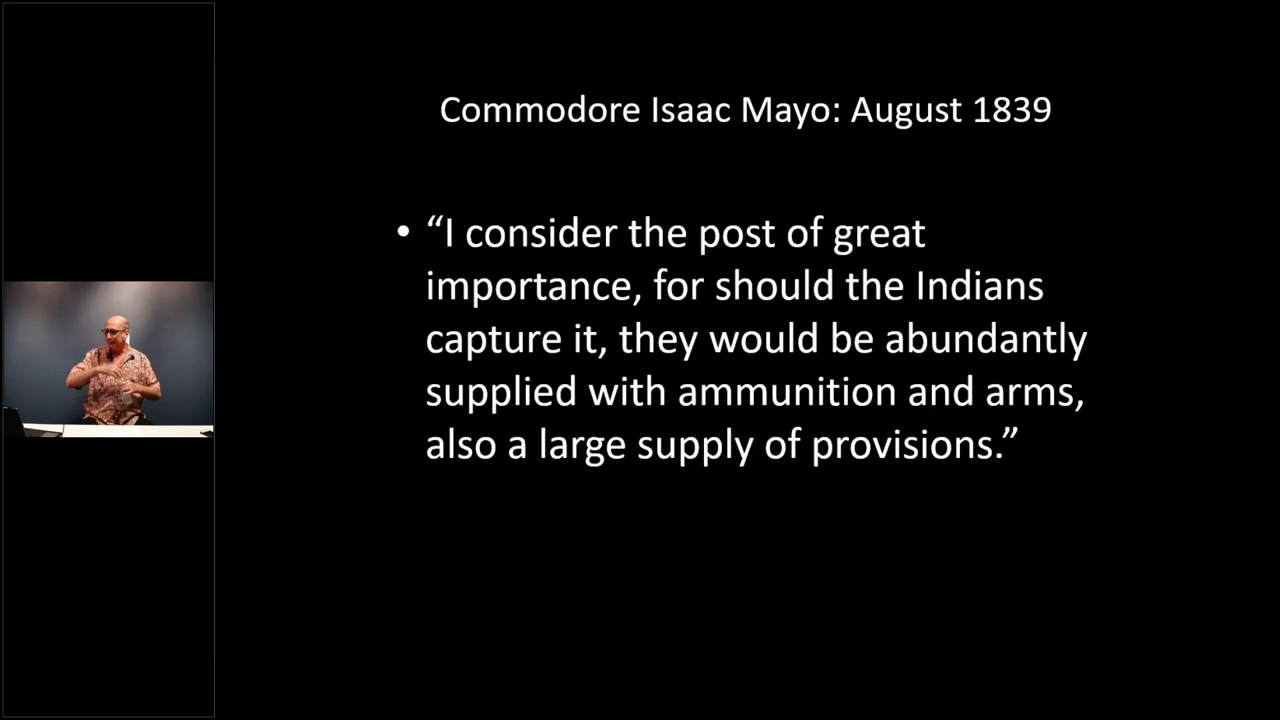 Commodore Isaac Mayo: August 1839
• “I consider the post of great
importance, for should the Indians
capture it, they would be abundantly
supplied with ammunition and arms,
also a large supply of provisions.”